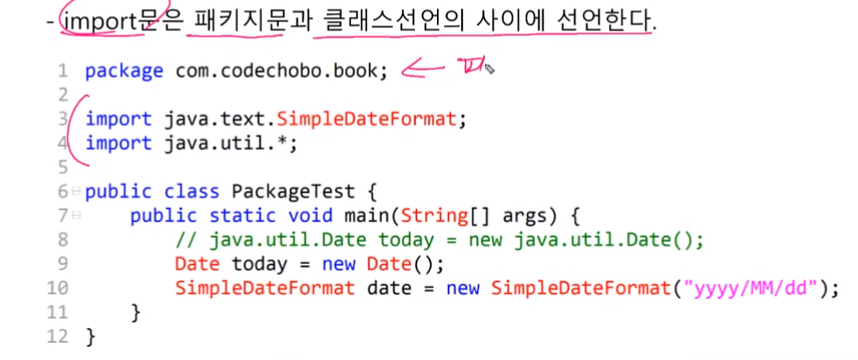 - import문은 패키지문과 클래스선언의 사이에 선언한다.
1 package com.codechobo.book;
2
3 import java.text.SimpleDateFormat;
4 import java.util.*;
5
6 public class PackageTest {
7 public static void main(String[] args) {
8 // java.util.Date today = new java.util.Date();
9 Date today = new Date();
10 SimpleDateFormat date = new SimpleDateFormat("yyyy/MM/dd");
11 }
12 }